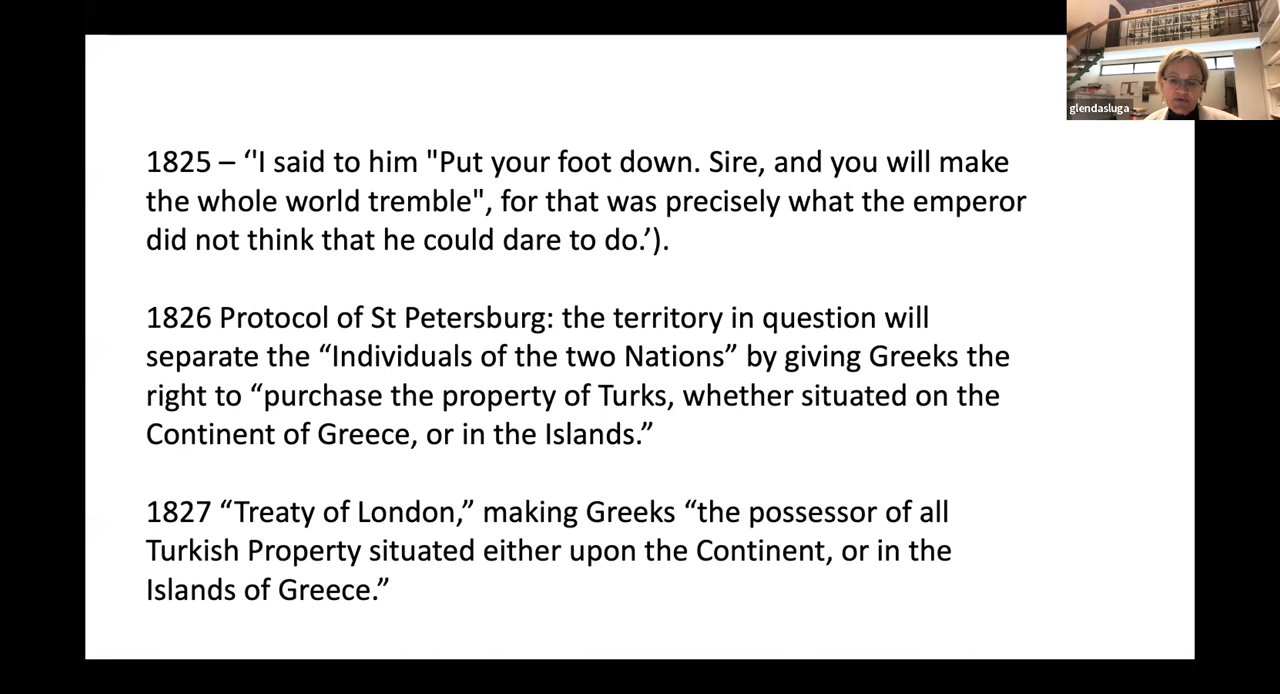 glendasluga
1825 – ‘'I said to him "Put your foot down. Sire, and you will make
the whole world tremble", for that was precisely what the emperor
did not think that he could dare to do.’).
1826 Protocol of St Petersburg: the territory in question will
separate the “Individuals of the two Nations” by giving Greeks the
right to “purchase the property of Turks, whether situated on the
Continent of Greece, or in the Islands.”
1827 “Treaty of London,” making Greeks “the possessor of all
Turkish Property situated either upon the Continent, or in the
Islands of Greece.”